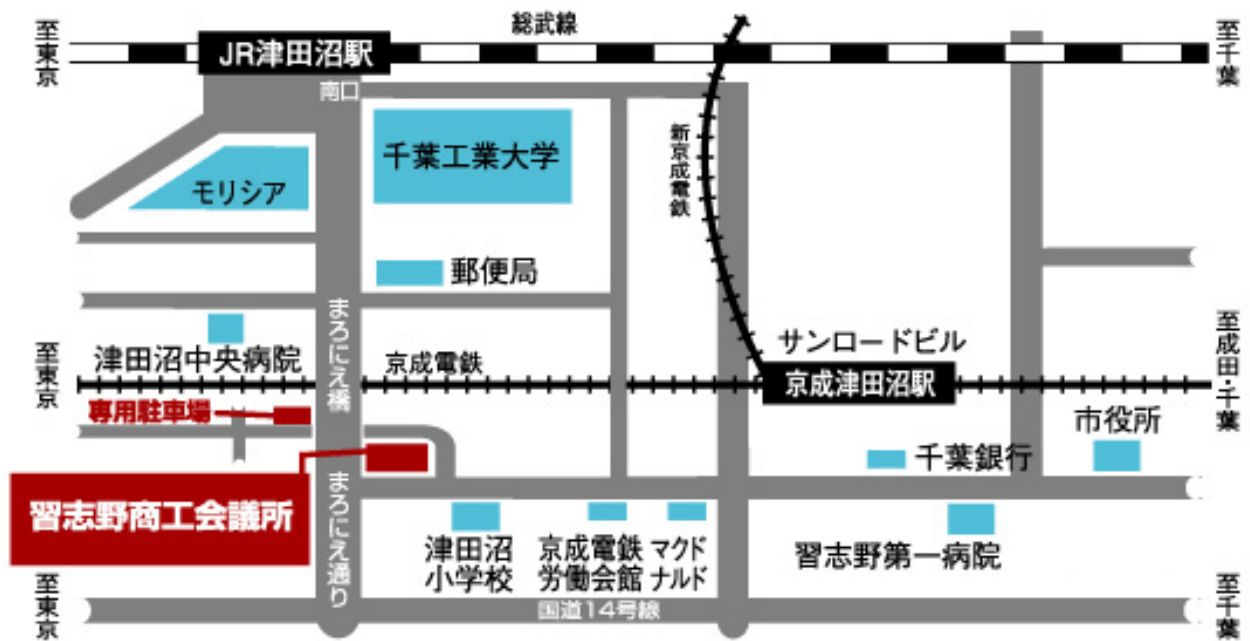 至東京
総武線
至千葉
JR津田沼駅
南口
千葉工業大学
新京成電鉄
モリシア
郵便局
まろにえ橋
サンロードビル
至東京
津田沼中央病院
京成電鉄
京成津田沼駅
至成田・千葉
専用駐車場
市役所
千葉銀行
習志野商工会議所
まろにえ通り
津田沼
小学校
京成電鉄
労働会館
マクド
ナルド
習志野第一病院
至東京
国道14号線
至千葉